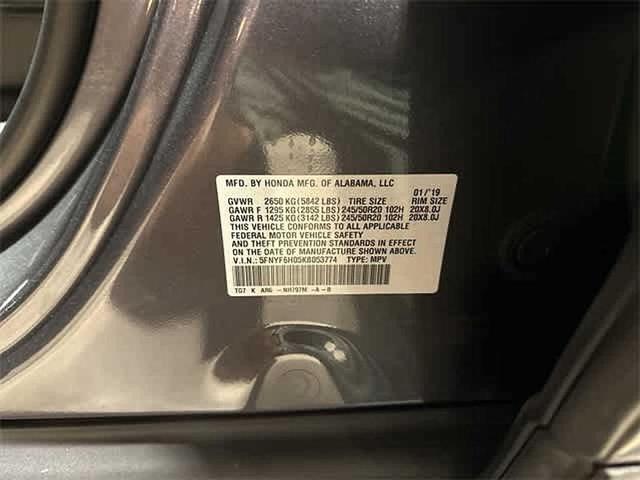 MFD. BY HONDA MFG. OF ALABAMA, LLC 01/'19
GVWR 2650 KG (5842 LBS) TIRE SIZE RIM SIZE
GAWR F 1295 KG (2855 LBS) 245/50R20 102H 20X8.0J
GAWR R 1425 KG (3142 LBS) 245/50R20 102H 20X8.0J
THIS VEHICLE CONFORMS TO ALL APPLICABLE
FEDERAL MOTOR VEHICLE SAFETY
AND THEFT PREVENTION STANDARDS IN EFFECT
ON THE DATE OF MANUFACTURE SHOWN ABOVE.
V.I.N.: 5FNYF6H05KB053774 TYPE: MPV
TG7 K AR6 -NH797M -A -B